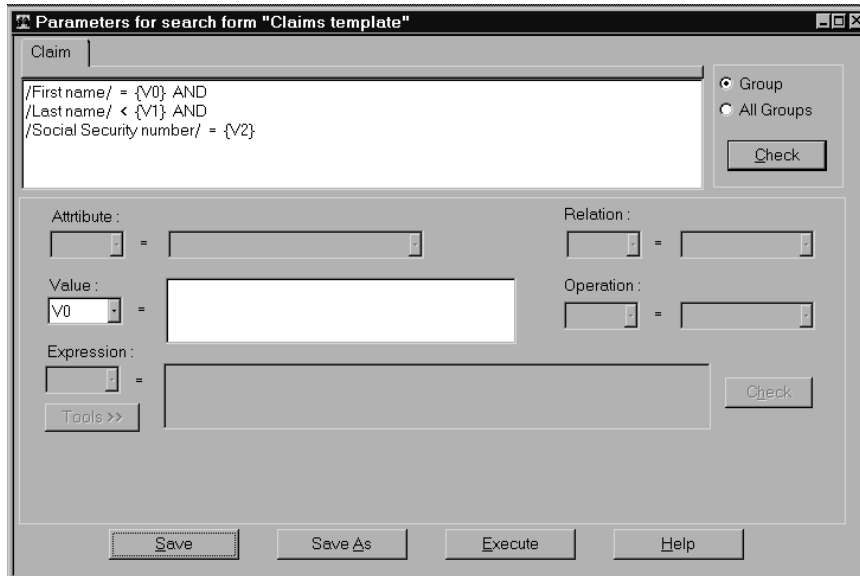 Parameters for search form "Claims template"
Claim
/First name/ = {V0} AND
/Last name/ < {V1} AND
/Social Security number/ = {V2}
Group
All Groups
Check
Attrtibute :
=
Relation :
=
Value :
V0 =
Operation :
=
Expression :
=
Check
Tools >>
Save Save As Execute Help